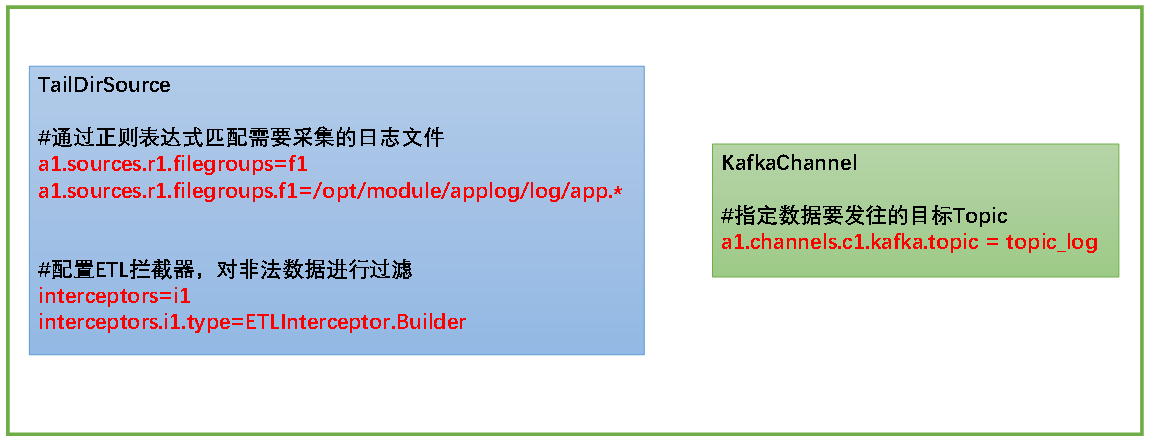 TailDirSource
#通过正则表达式匹配需要采集的日志文件
a1.sources.r1.filegroups=f1
a1.sources.r1.filegroups.f1=/opt/module/applog/log/app.*
#配置ETL拦截器，对非法数据进行过滤
interceptors=i1
interceptors.i1.type=ETLInterceptor.Builder
KafkaChannel
#指定数据要发往的目标Topic
a1.channels.c1.kafka.topic = topic_log